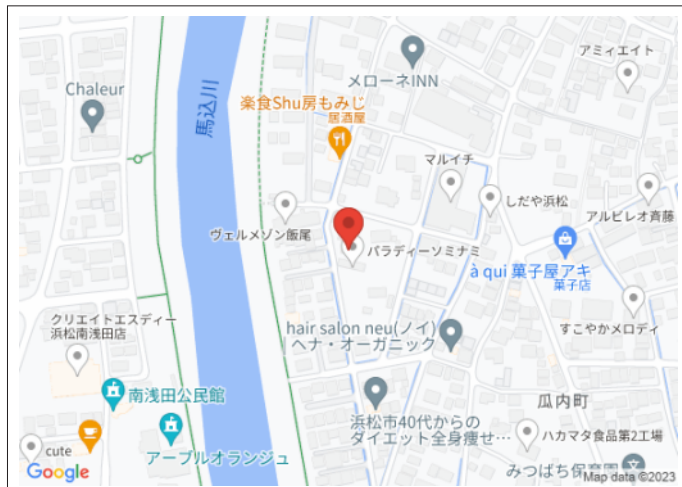 アミィエイト
メローネINN
Chaleur
馬込川
楽食Shu房もみじ
居酒屋
マルイチ
しだや浜松
アルビレオ斉藤
ヴェルメゾン飯尾
パラディーソミナミ
à qui 菓子屋アキ
菓子店
クリエイトエスディー
浜松南浅田店
hair salon neu(ノイ)
ヘナ・オーガニック
すこやかメロディ
南浅田公民館
瓜内町
浜松市40代からの
ダイエット全身痩せ…
ハカマタ食品第2工場
cute
アーブルオランジュ
みつばち保育園
文
Google
Map data ©2023